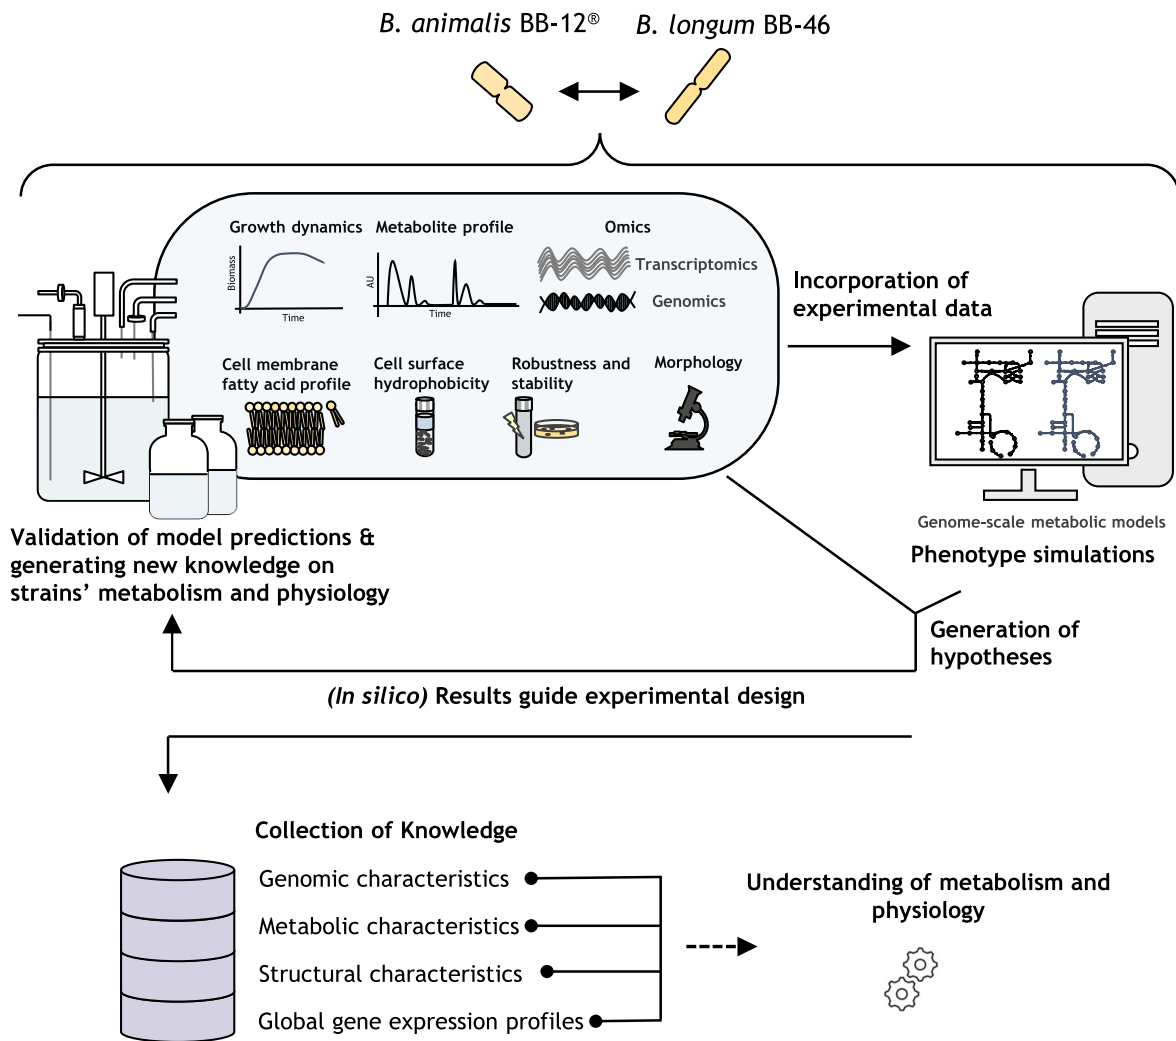 B. animalis BB-12® B. longum BB-46
Growth dynamics
Metabolite profile
Omics
Biomass
Time
AU
Time
Transcriptomics
Genomics
Cell membrane
fatty acid profile
Cell surface
hydrophobicity
Robustness and
stability
Morphology
Incorporation of
experimental data
Genome-scale metabolic models
Phenotype simulations
Validation of model predictions &
generating new knowledge on
strains’ metabolism and physiology
Generation of
hypotheses
(In silico) Results guide experimental design
Collection of Knowledge
Genomic characteristics
Metabolic characteristics
Structural characteristics
Global gene expression profiles
Understanding of metabolism and
physiology